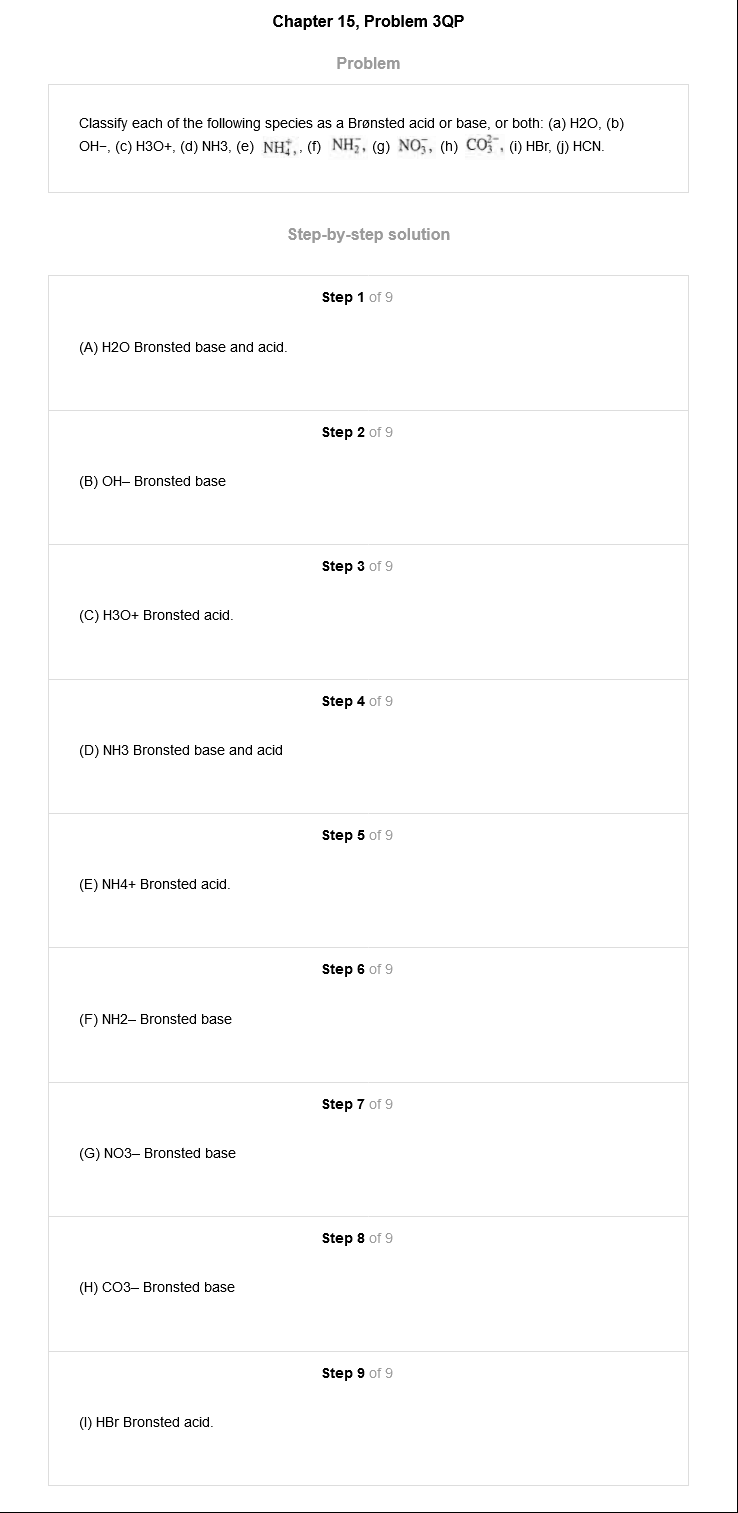 Chapter 15, Problem 3QP
Problem
Classify each of the following species as a Brønsted acid or base, or both: (a) H2O, (b)
OH−, (c) H3O+, (d) NH3, (e) NH₄⁺, , (f) NH₂⁻, (g) NO₃⁻, (h) CO₃²⁻, (i) HBr, (j) HCN.
Step-by-step solution
Step 1 of 9
(A) H2O Bronsted base and acid.
Step 2 of 9
(B) OH– Bronsted base
Step 3 of 9
(C) H3O+ Bronsted acid.
Step 4 of 9
(D) NH3 Bronsted base and acid
Step 5 of 9
(E) NH4+ Bronsted acid.
Step 6 of 9
(F) NH2– Bronsted base
Step 7 of 9
(G) NO3– Bronsted base
Step 8 of 9
(H) CO3– Bronsted base
Step 9 of 9
(I) HBr Bronsted acid.